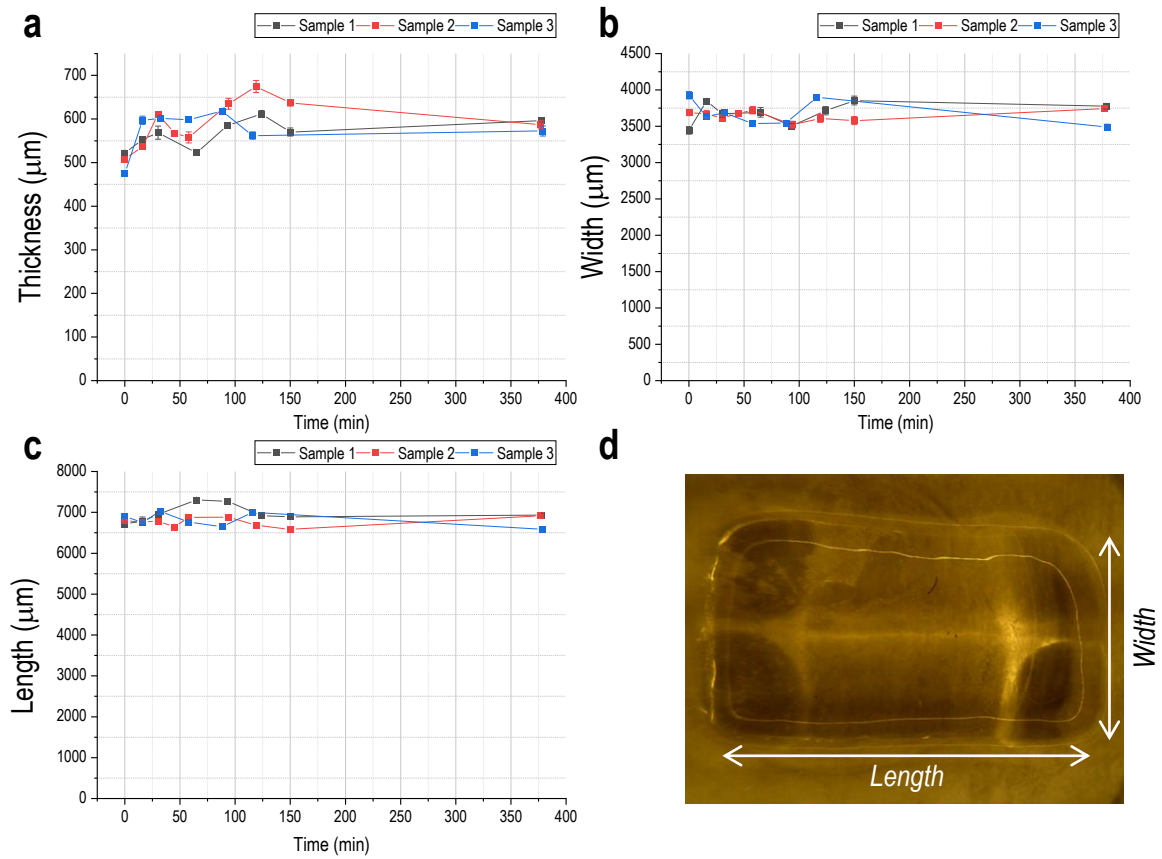 a
Sample 1 Sample 2 Sample 3
700
600
500
400
300
200
100
0
Thickness (μm)
0 50 100 150 200 250 300 350 400
Time (min)
b
Sample 1 Sample 2 Sample 3
4500
4000
3500
3000
2500
2000
1500
1000
500
0
Width (μm)
0 50 100 150 200 250 300 350 400
Time (min)
c
Sample 1 Sample 2 Sample 3
8000
7000
6000
5000
4000
3000
2000
1000
0
Length (μm)
0 50 100 150 200 250 300 350 400
Time (min)
d
Width
Length